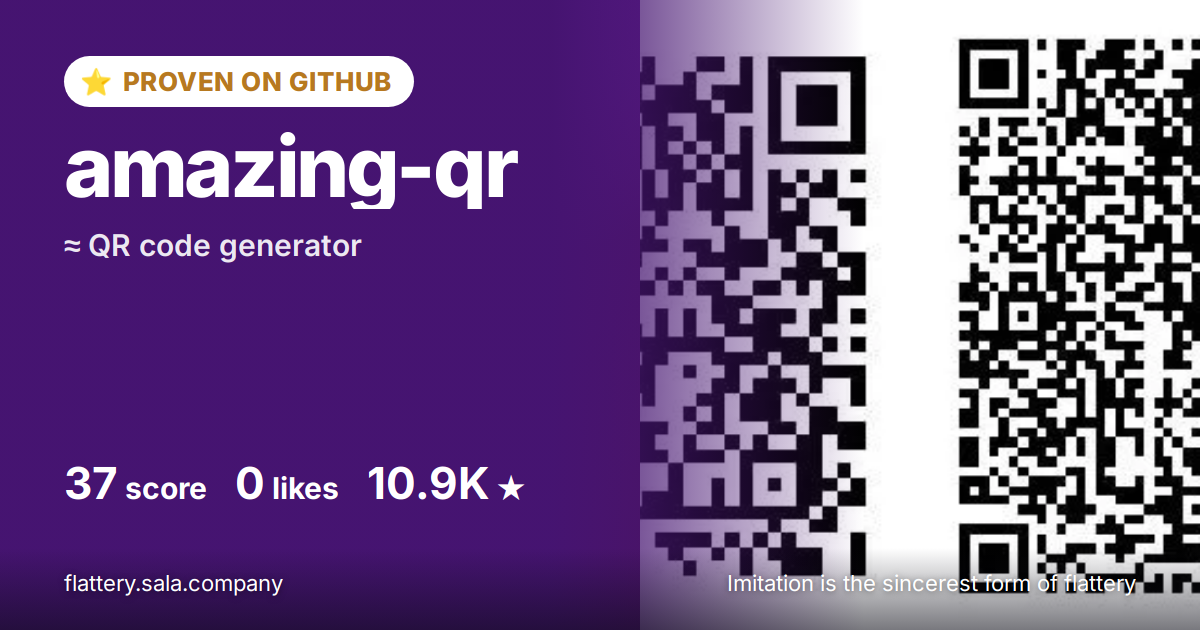 ⭐ PROVEN ON GITHUB
amazing-qr
≈ QR code generator
37 score 0 likes 10.9K ★
flattery.sala.company
Imitation is the sincerest form of flattery